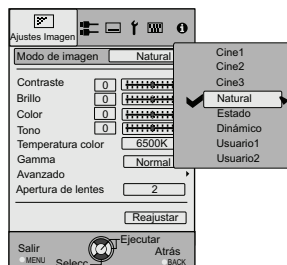 Ajustes Imagen
Modo de imagen Natural
Contraste 0
Brillo 0
Color 0
Tono 0
Temperatura color 6500K
Gamma Normal
Avanzado
Apertura de lentes 2
Reajustar
Salir
MENU
Selecc
Ejecutar
Atrás
BACK
Cine1
Cine2
Cine3
Natural
Estado
Dinámico
Usuario1
Usuario2